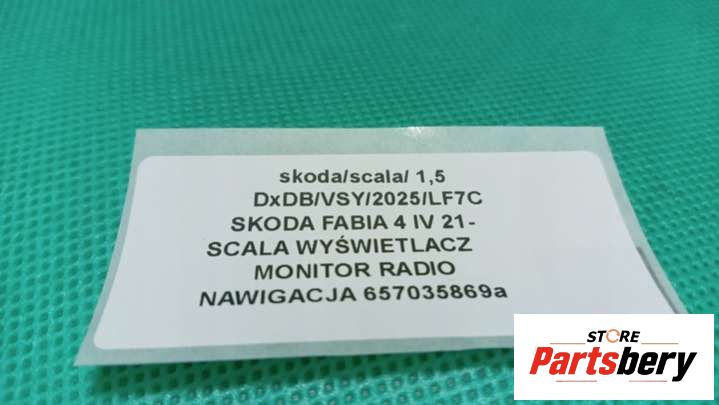 skoda/scala/ 1,5
DxDB/VSY/2025/LF7C
SKODA FABIA 4 IV 21-
SCALA WYŚWIETLACZ
MONITOR RADIO
NAWIGACJA 657035869a
STORE
Partsbery